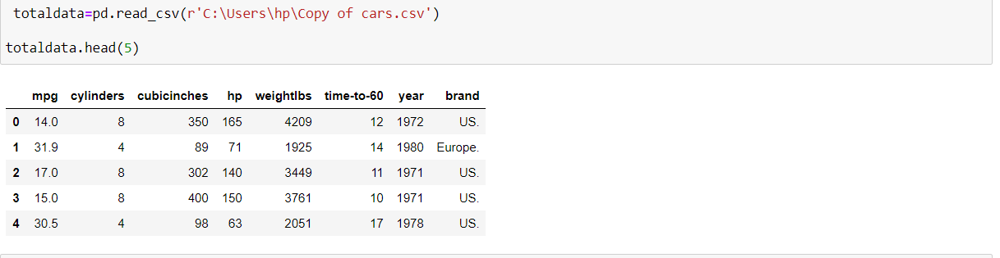 totaldata=pd.read_csv(r'C:\Users\hp\Copy of cars.csv')
totaldata.head(5)
mpg cylinders cubicinches hp weightlbs time-to-60 year brand
0 14.0 8 350 165 4209 12 1972 US.
1 31.9 4 89 71 1925 14 1980 Europe.
2 17.0 8 302 140 3449 11 1971 US.
3 15.0 8 400 150 3761 10 1971 US.
4 30.5 4 98 63 2051 17 1978 US.